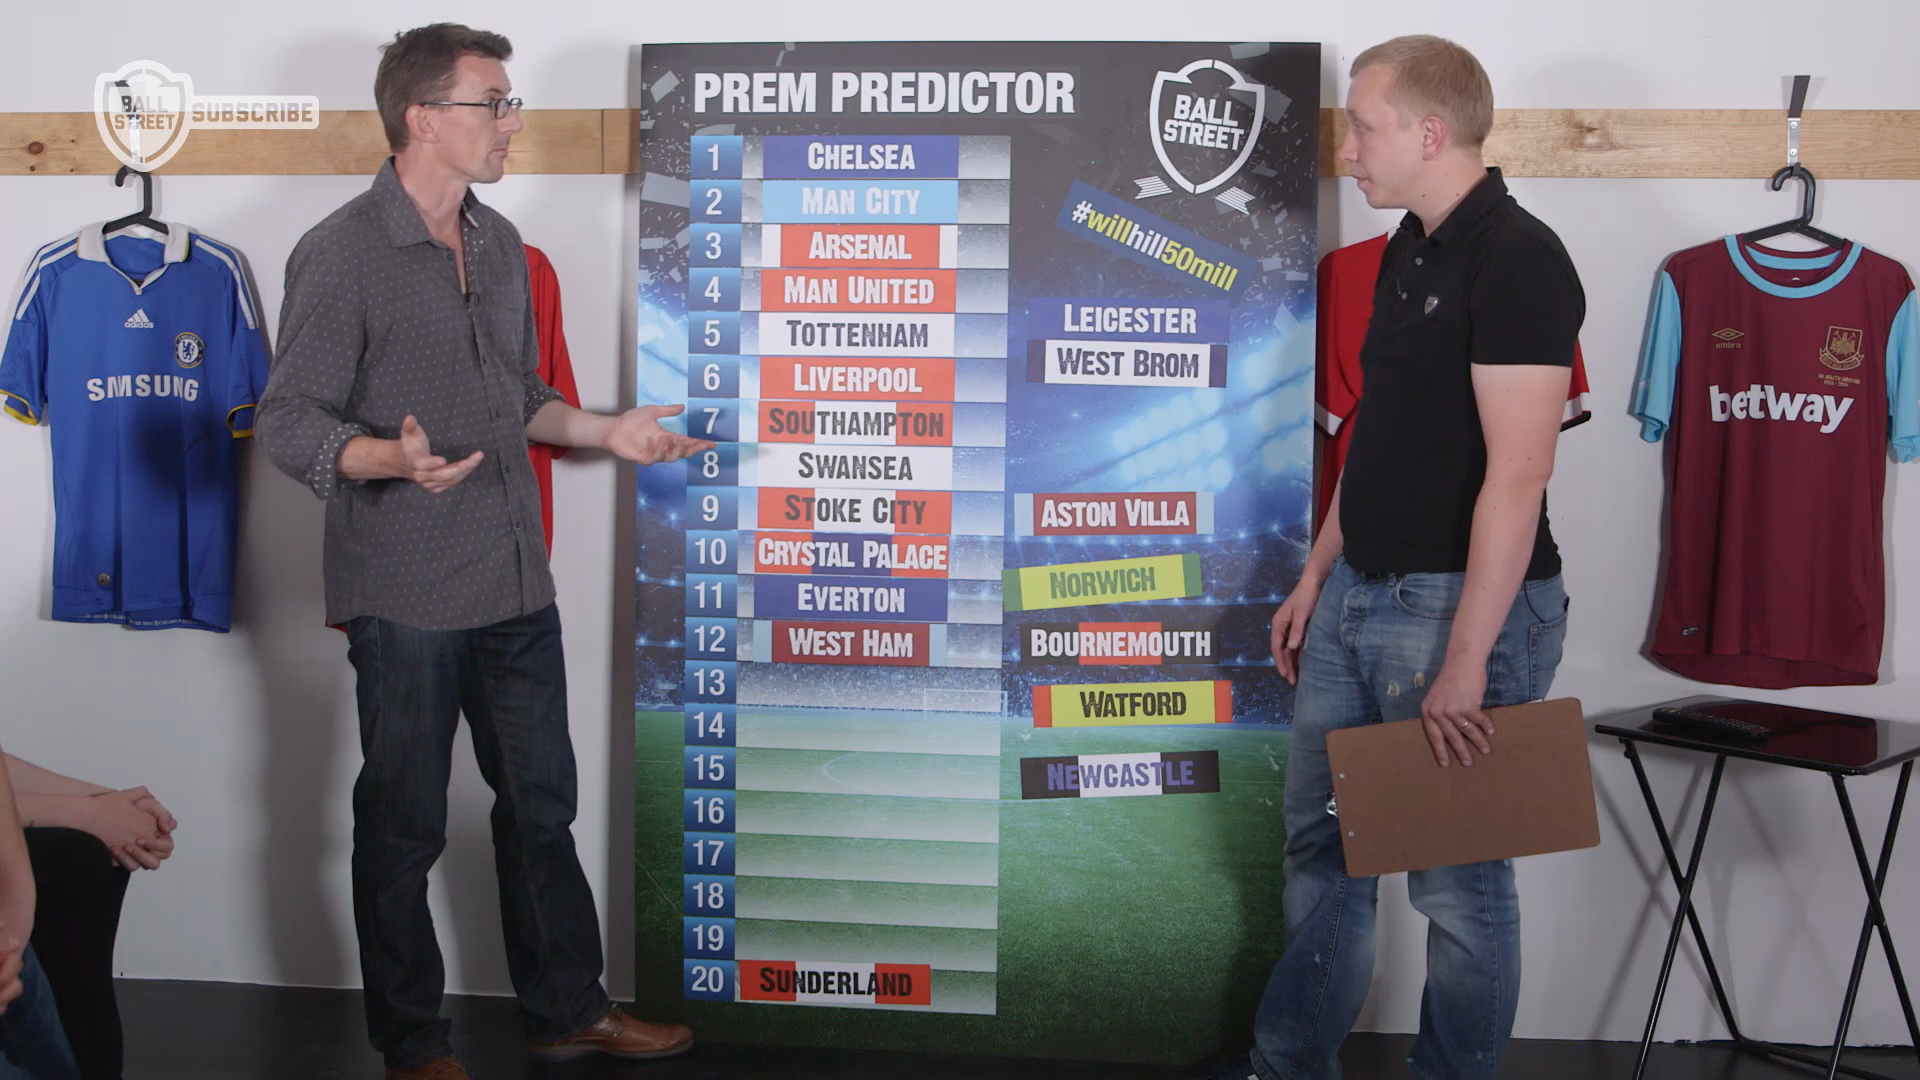 BALL
STREET
SUBSCRIBE
PREM PREDICTOR
BALL
STREET
#willhill50mill
1 CHELSEA
2 MAN CITY
3 ARSENAL
4 MAN UNITED
5 TOTTENHAM
6 LIVERPOOL
7 SOUTHAMPTON
8 SWANSEA
9 STOKE CITY
10 CRYSTAL PALACE
11 EVERTON
12 WEST HAM
13
14
15
16
17
18
19
20 SUNDERLAND
LEICESTER
WEST BROM
ASTON VILLA
NORWICH
BOURNEMOUTH
WATFORD
NEWCASTLE
adidas
SAMSUNG
umbro
betway